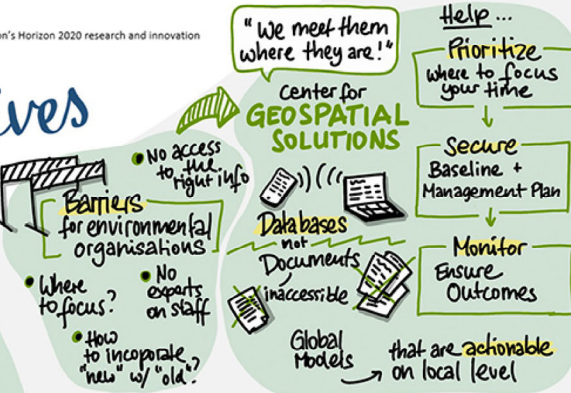 on's Horizon 2020 research and innovation
ves
No access
to the
right info
Barriers
for environmental
organisations
Where
to focus?
No
experts
on staff
How
to incoporate
"new" w/ "old"?
"We meet them
where they are!"
Center for
GEOSPATIAL
SOLUTIONS
Databases
not
Documents
inaccessible
Global
Models
that are actionable
on local level
Help ...
Prioritize
where to focus
your time
Secure
Baseline +
Management Plan
Monitor
Ensure
Outcomes